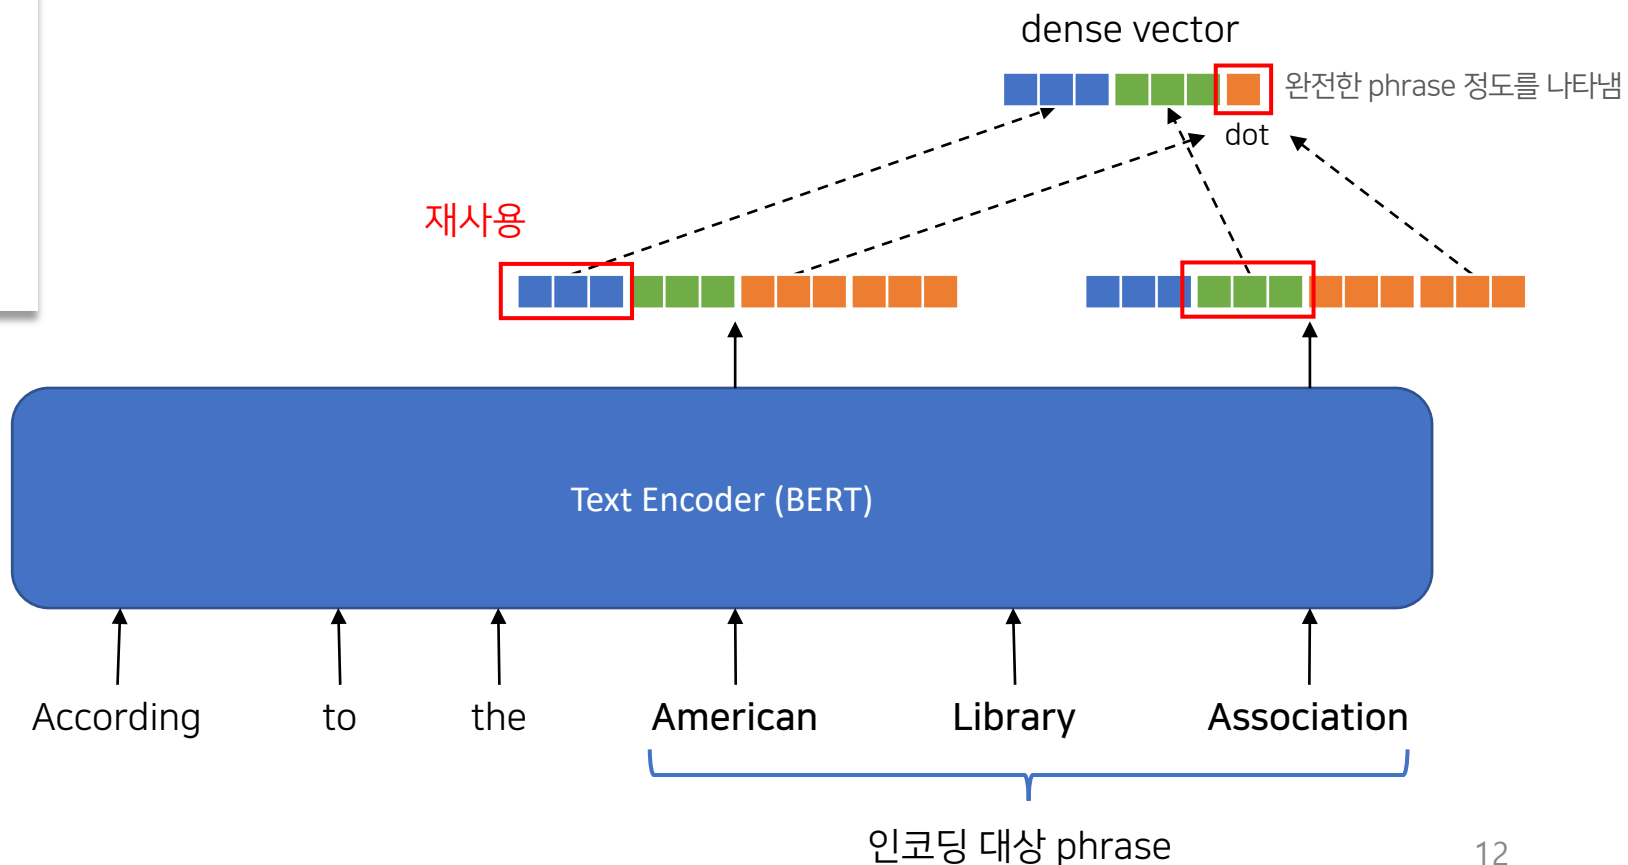 dense vector
완전한 phrase 정도를 나타냄
dot
재사용
Text Encoder (BERT)
According to the American Library Association
인코딩 대상 phrase
12